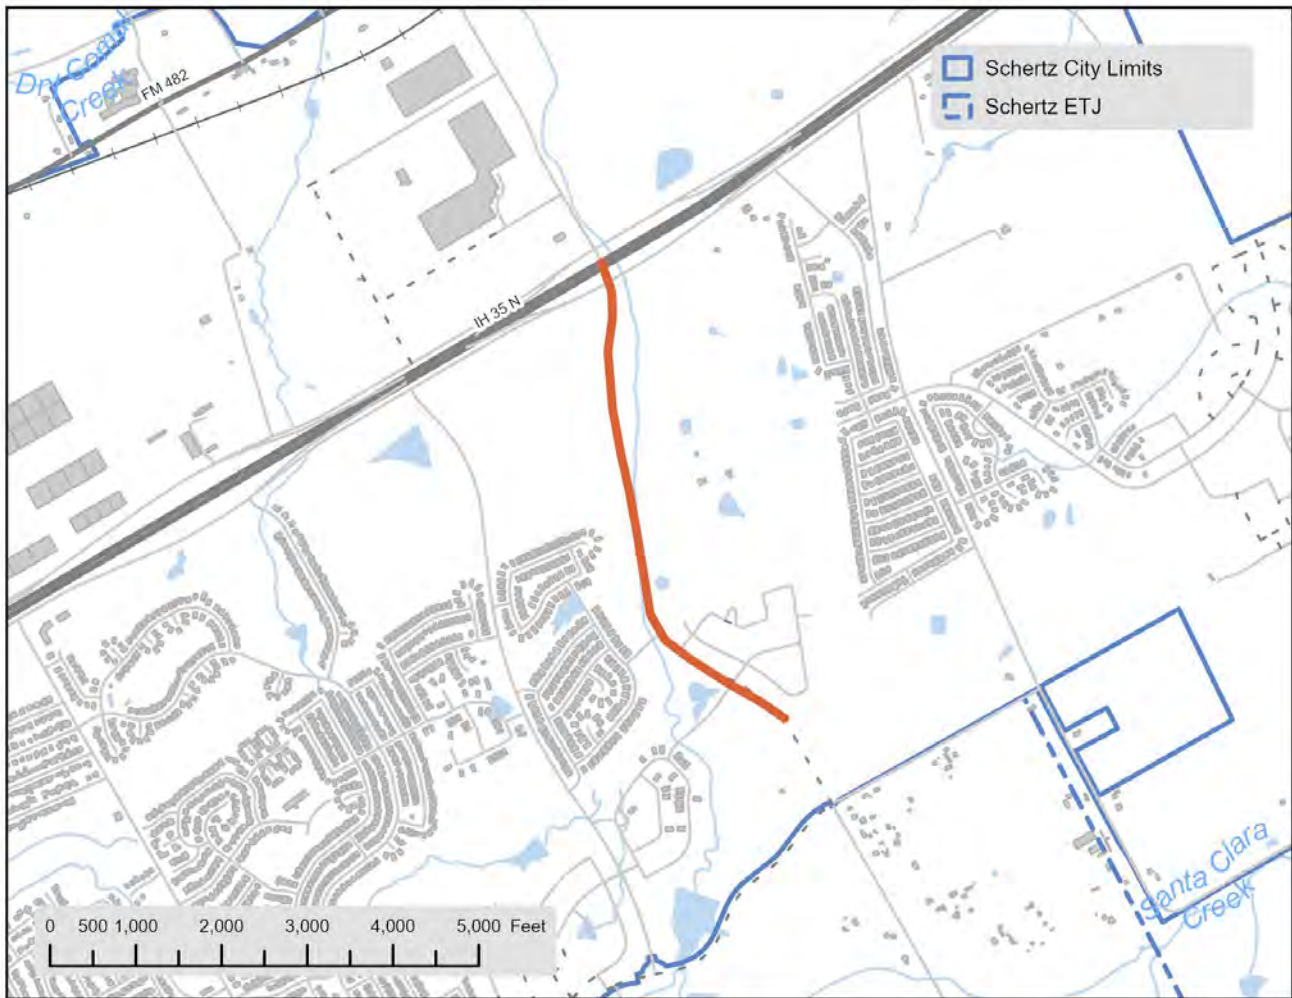 Dry Comal
Creek
FM 482
Schertz City Limits
Schertz ETJ
IH 35 N
Santa Clara
Creek
0 500 1,000 2,000 3,000 4,000 5,000 Feet